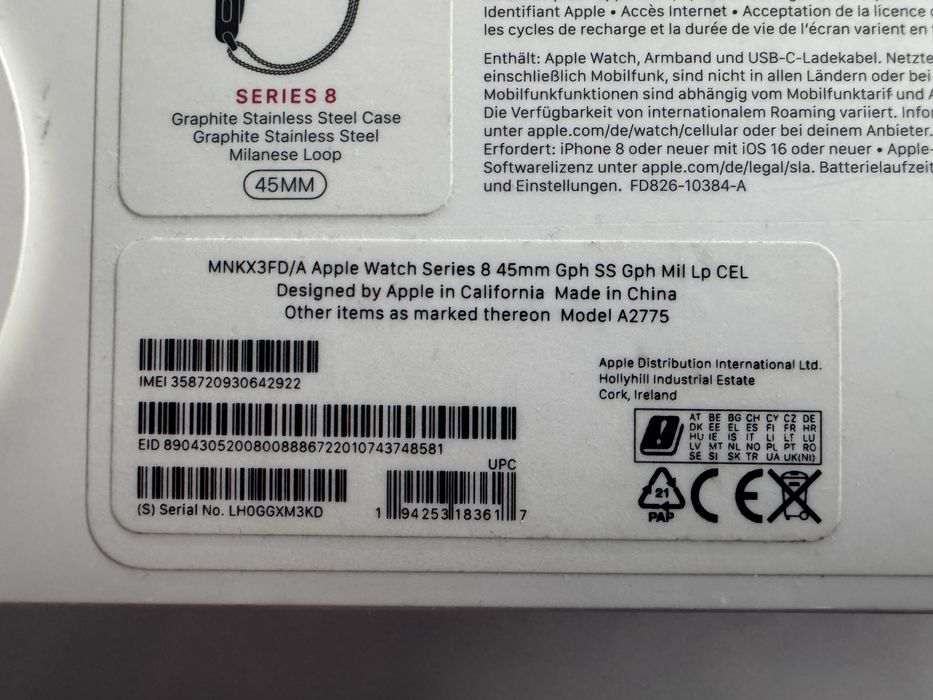 SERIES 8
Graphite Stainless Steel Case
Graphite Stainless Steel
Milanese Loop
45MM
Identifiant Apple • Accès Internet • Acceptation de la licence
les cycles de recharge et la durée de vie de l'écran varient en
Enthält: Apple Watch, Armband und USB-C-Ladekabel. Netzte
einschließlich Mobilfunk, sind nicht in allen Ländern oder bei
Mobilfunkfunktionen sind abhängig vom Mobilfunktarif und A
Die Verfügbarkeit von internationalem Roaming variiert. Infor
unter apple.com/de/watch/cellular oder bei deinem Anbieter.
Erfordert: iPhone 8 oder neuer mit iOS 16 oder neuer • Apple-
Softwarelizenz unter apple.com/de/legal/sla. Batterielaufzeit
und Einstellungen. FD826-10384-A
MNKX3FD/A Apple Watch Series 8 45mm Gph SS Gph Mil Lp CEL
Designed by Apple in California Made in China
Other items as marked thereon Model A2775
IMEI 358720930642922
EID 89043052008008886722010743748581
UPC
(S) Serial No. LH0GGXM3KD
1 94253 18361 7
Apple Distribution International Ltd.
Hollyhill Industrial Estate
Cork, Ireland
AT BE BG CH CY CZ DE
DK EE EL ES FI FR HR
HU IE IS IT LI LT LU
LV MT NL NO PL PT RO
SE SI SK TR UA UK(NI)
21
PAP
CE